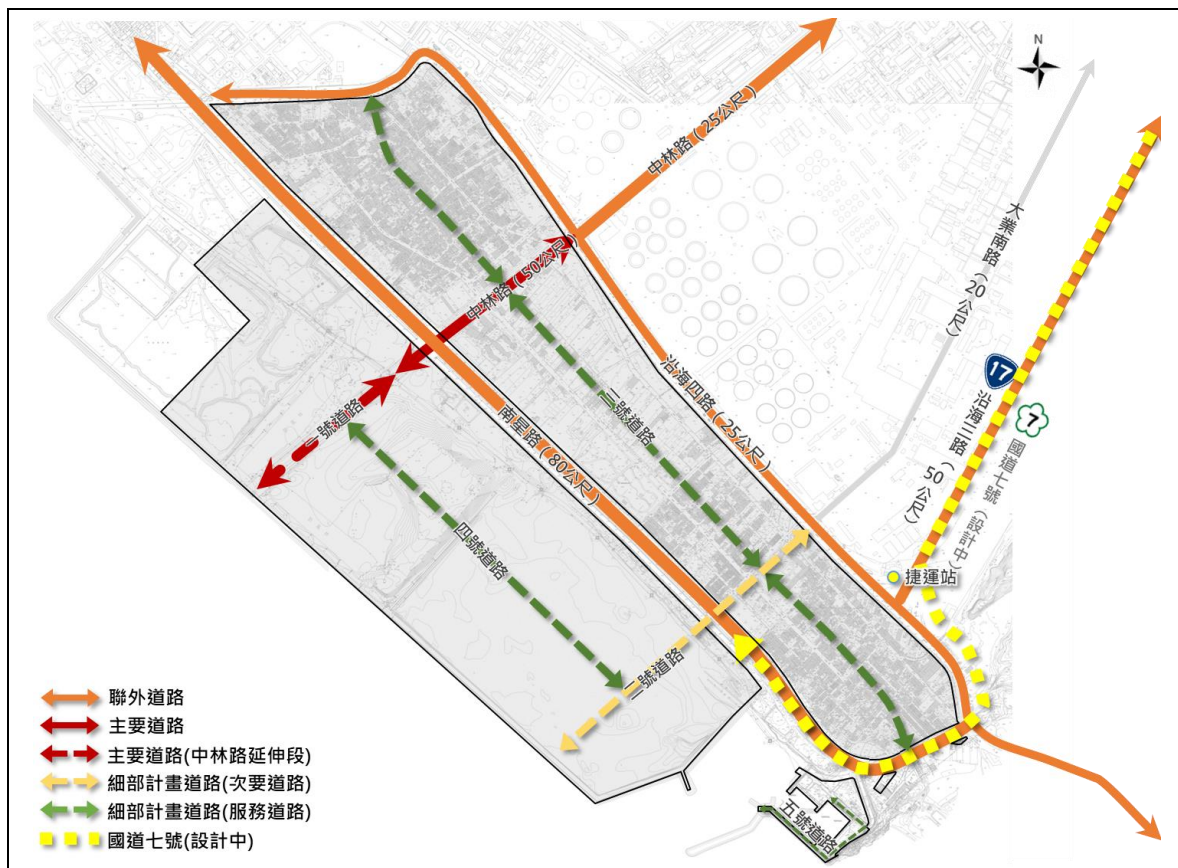 N
中林路(25公尺)
大業南路(20公尺)
中林路(50公尺)
17
沿海三路(50公尺)
7
國道七號(設計中)
沿海四路(25公尺)
一號道路
三號道路
南星路(80公尺)
四號道路
捷運站
二號道路
五號道路
聯外道路
主要道路
主要道路(中林路延伸段)
細部計畫道路(次要道路)
細部計畫道路(服務道路)
國道七號(設計中)